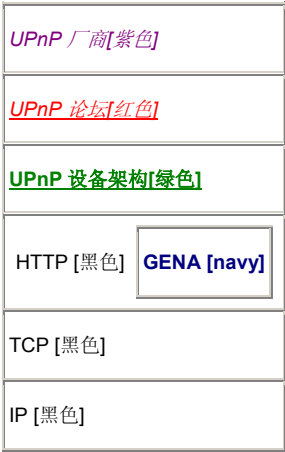 UPnP 厂商[紫色]
UPnP 论坛[红色]
UPnP 设备架构[绿色]
HTTP [黑色] GENA [navy]
TCP [黑色]
IP [黑色]